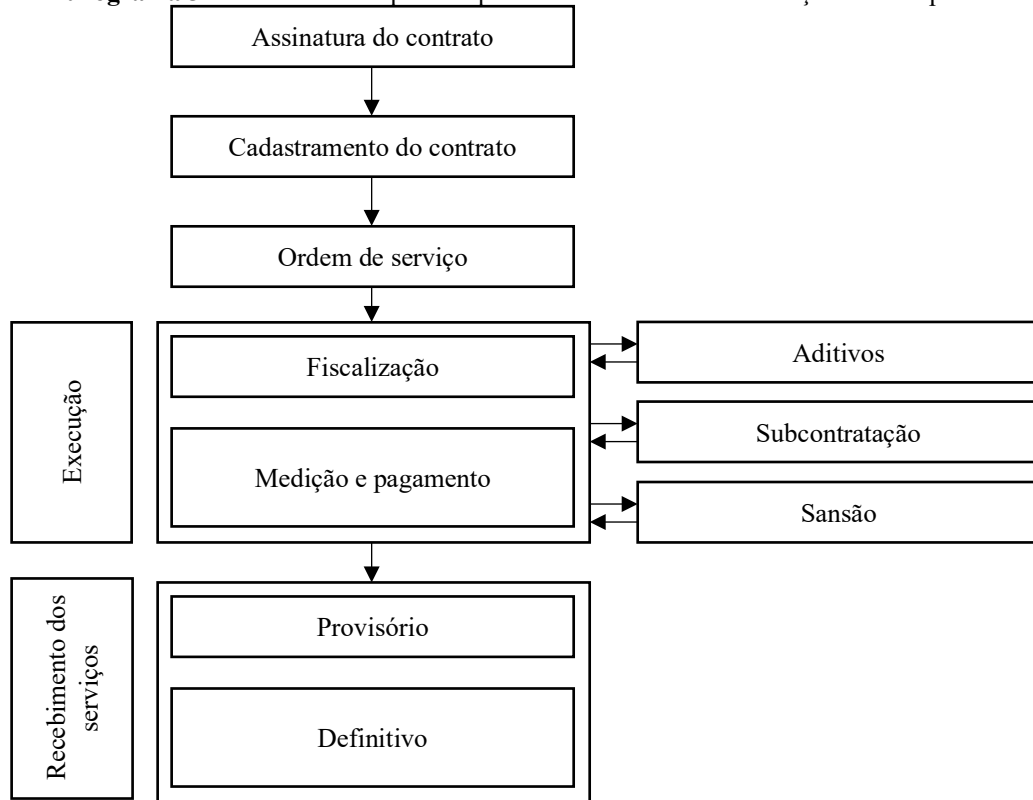 Assinatura do contrato
Cadastramento do contrato
Ordem de serviço
Execução
Fiscalização
Medição e pagamento
Aditivos
Subcontratação
Sansão
Recebimento dos
serviços
Provisório
Definitivo